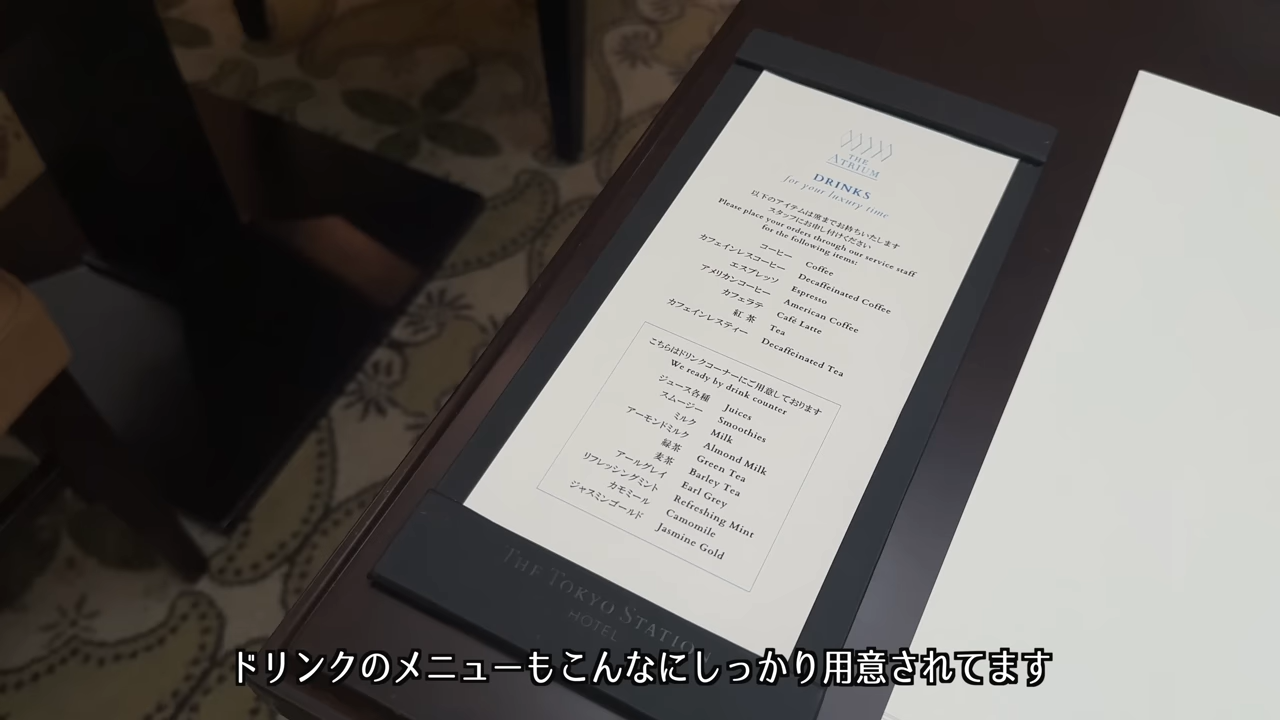 THE
ATRIUM
DRINKS
for your luxury time
以下のアイテムは席までお持ちいたします
スタッフにお申し付けください
Please place your orders through our service staff
for the following items:
コーヒー Coffee
カフェインレスコーヒー Decaffeinated Coffee
エスプレッソ Espresso
アメリカンコーヒー American Coffee
カフェラテ Café Latte
紅 茶 Tea
カフェインレスティー Decaffeinated Tea
こちらはドリンクコーナーにご用意しております
We ready by drink counter
ジュース各種 Juices
スムージー Smoothies
ミルク Milk
アーモンドミルク Almond Milk
緑茶 Green Tea
麦茶 Barley Tea
アールグレイ Earl Grey
リフレッシングミント Refreshing Mint
カモミール Camomile
ジャスミンゴールド Jasmine Gold
THE TOKYO STATION
HOTEL
ドリンクのメニューもこんなにしっかり用意されてます